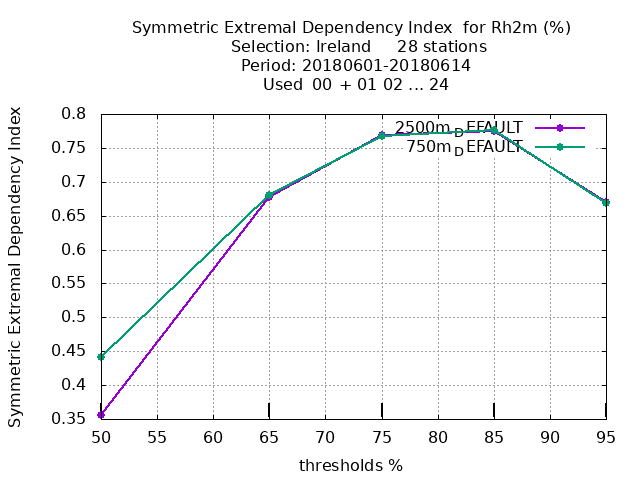 Symmetric Extremal Dependency Index  for Rh2m (%)
Selection: Ireland     28 stations
Period: 20180601-20180614
Used  00 + 01 02 ... 24
Symmetric Extremal Dependency Index
0.8
0.75
0.7
0.65
0.6
0.55
0.5
0.45
0.4
0.35
2500m_DEFAULT
750m_DEFAULT
50 55 60 65 70 75 80 85 90 95
thresholds %